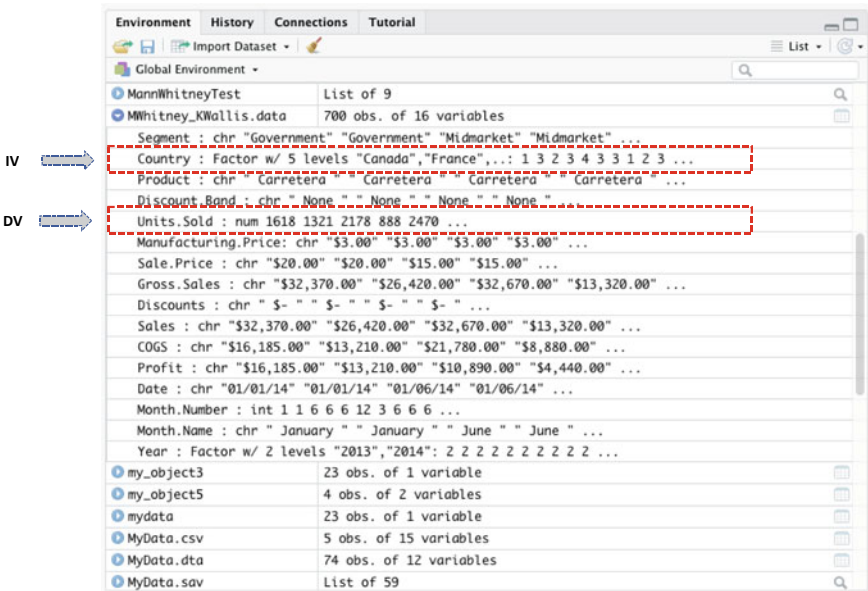 Environment History Connections Tutorial
Import Dataset List
Global Environment
MannWhitneyTest List of 9
MWhitney_KWallis.data 700 obs. of 16 variables
Segment : chr "Government" "Government" "Midmarket" "Midmarket" ...
IV Country : Factor w/ 5 levels "Canada","France",..: 1 3 2 3 4 3 3 1 2 3 ...
Product : chr " Carretera " " Carretera " " Carretera " " Carretera " ...
Discount.Band : chr " None " " None " " None " " None " ...
DV Units.Sold : num 1618 1321 2178 888 2470 ...
Manufacturing.Price: chr "$3.00" "$3.00" "$3.00" "$3.00" ...
Sale.Price : chr "$20.00" "$20.00" "$15.00" "$15.00" ...
Gross.Sales : chr "$32,370.00" "$26,420.00" "$32,670.00" "$13,320.00" ...
Discounts : chr " $- " " $- " " $- " " $- " ...
Sales : chr "$32,370.00" "$26,420.00" "$32,670.00" "$13,320.00" ...
COGS : chr "$16,185.00" "$13,210.00" "$21,780.00" "$8,880.00" ...
Profit : chr "$16,185.00" "$13,210.00" "$10,890.00" "$4,440.00" ...
Date : chr "01/01/14" "01/01/14" "01/06/14" "01/06/14" ...
Month.Number : int 1 1 6 6 6 12 3 6 6 6 ...
Month.Name : chr " January " " January " " June " " June " ...
Year : Factor w/ 2 levels "2013","2014": 2 2 2 2 2 2 2 2 2 2 ...
my_object3 23 obs. of 1 variable
my_object5 4 obs. of 2 variables
mydata 23 obs. of 1 variable
MyData.csv 5 obs. of 15 variables
MyData.dta 74 obs. of 12 variables
MyData.sav List of 59